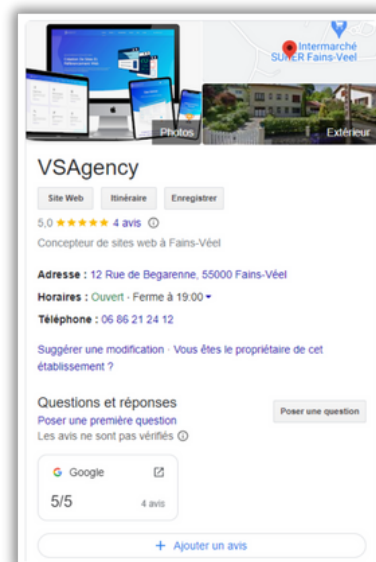 Intermarché
SUPER Fains-Veel
Photos
Extérieur
VSAgency
Site Web
Itinéraire
Enregistrer
5,0 ★★★★★ 4 avis
Concepteur de sites web à Fains-Véel
Adresse : 12 Rue de Begarenne, 55000 Fains-Véel
Horaires : Ouvert · Ferme à 19:00
Téléphone : 06 86 21 24 12
Suggérer une modification · Vous êtes le propriétaire de cet
établissement ?
Questions et réponses
Poser une première question
Poser une question
Les avis ne sont pas vérifiés
Google
5/5
4 avis
+ Ajouter un avis